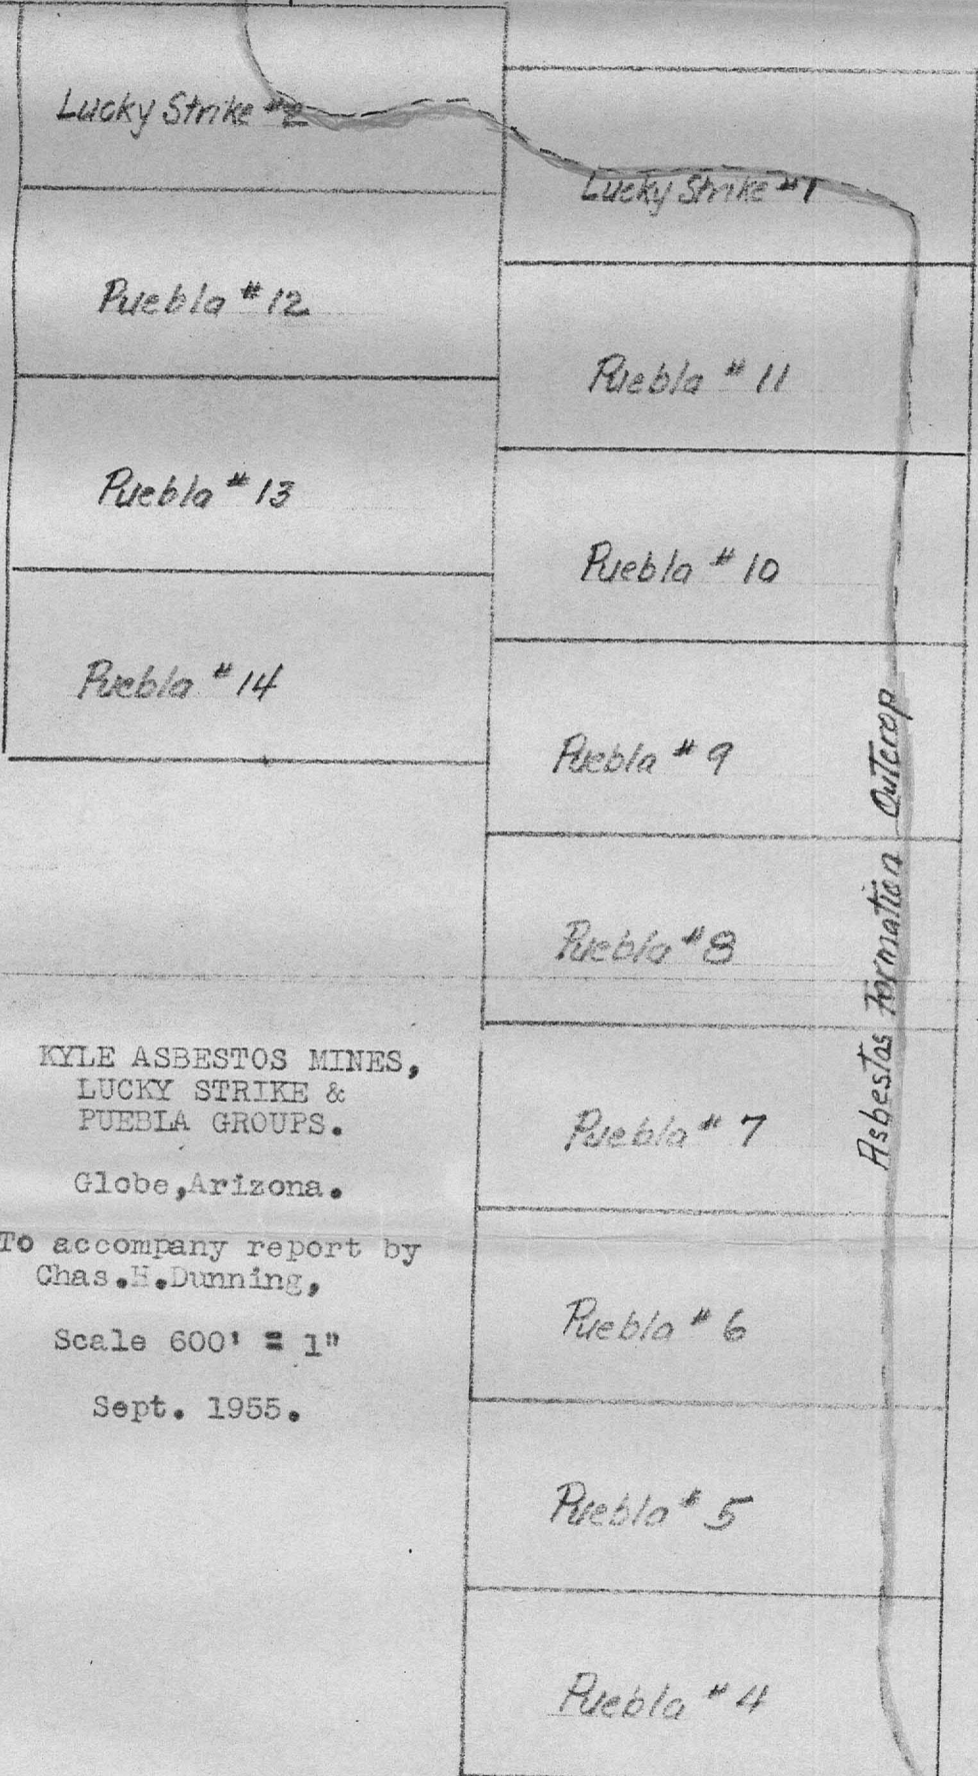 Lucky Strike #2
Lucky Strike #1
Puebla #12
Puebla #11
Puebla #13
Puebla #10
Puebla #14
Puebla #9
Puebla #8
Asbestos Formation Outcrop
KYLE ASBESTOS MINES,
LUCKY STRIKE &
PUEBLA GROUPS.
Globe,Arizona.
To accompany report by
Chas.H.Dunning,
Scale 600' = 1"
Sept. 1955.
Puebla #7
Puebla #6
Puebla #5
Puebla #4